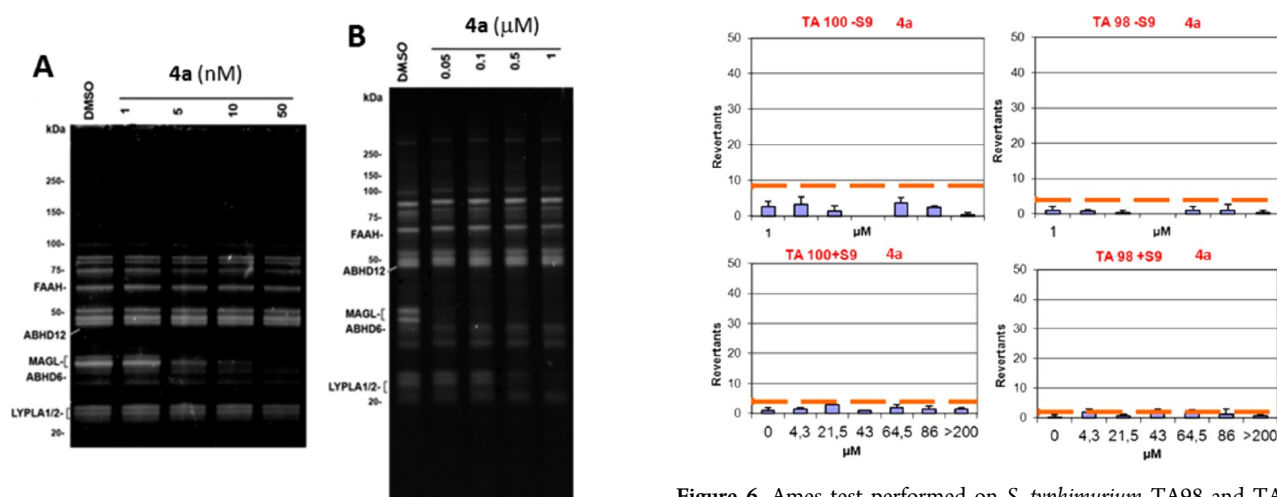 A
4a (nM)
DMSO 1 5 10 50
kDa
250-
150-
100-
75-
FAAH-
50-
ABHD12
MAGL-[
ABHD6-
LYPLA1/2-[
20-
B
4a (μM)
DMSO 0.05 0.1 0.5 1
kDa
250-
150-
100-
75-
FAAH-
50-
ABHD12
MAGL-[
ABHD6-
LYPLA1/2-[
20-
TA 100 -S9 4a
Revertants
50
40
30
20
10
0
1 μM
TA 98 -S9 4a
Revertants
50
40
30
20
10
0
1 μM
TA 100+S9 4a
Revertants
50
40
30
20
10
0
0 4,3 21,5 43 64,5 86 >200
μM
TA 98 +S9 4a
Revertants
50
40
30
20
10
0
0 4,3 21,5 43 64,5 86 >200
μM
Figure 6. Ames test performed on S. typhimurium TA98 and TA